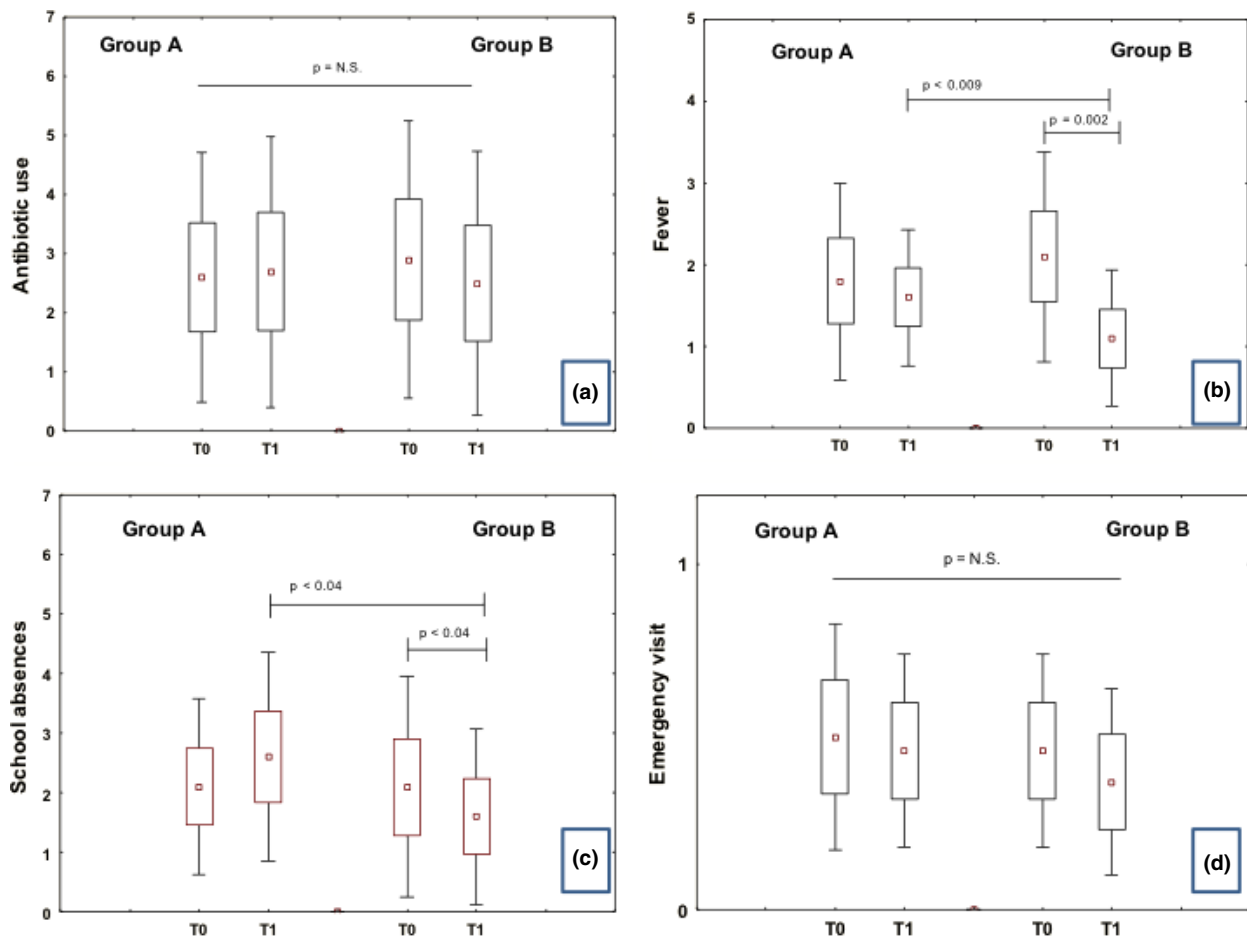 Group A
Group B
p = N.S.
Antibiotic use
7
6
5
4
3
2
1
0
T0 T1 T0 T1
(a)
Group A
Group B
p < 0.009
p = 0.002
Fever
5
4
3
2
1
0
T0 T1 T0 T1
(b)
Group A
Group B
p < 0.04
p < 0.04
School absences
7
6
5
4
3
2
1
0
T0 T1 T0 T1
(c)
Group A
Group B
p = N.S.
Emergency visit
1
0
T0 T1 T0 T1
(d)